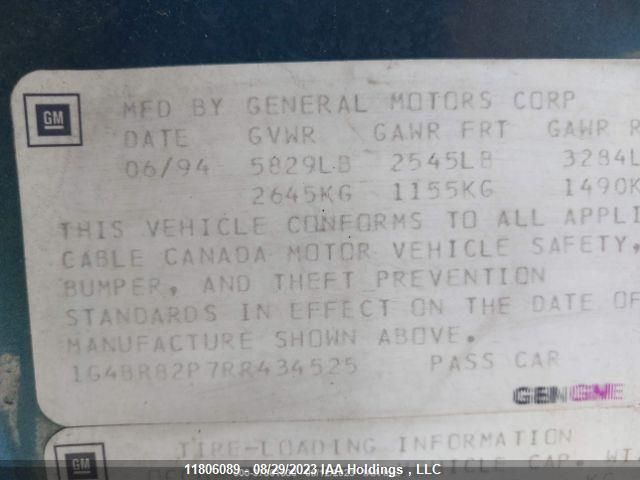 GM
MFD BY GENERAL MOTORS CORP
DATE GVWR GAWR FRT GAWR R
06/94 5829LB 2545LB 3284L
2645KG 1155KG 1490K
THIS VEHICLE CONFORMS TO ALL APPLI
CABLE CANADA MOTOR VEHICLE SAFETY,
BUMPER, AND THEFT PREVENTION
STANDARDS IN EFFECT ON THE DATE OF
MANUFACTURE SHOWN ABOVE.
1G4BR82P7RR434525 PASS CAR
GM
TIRE-LOADING INFORMATION
CAP. WT
11806089 - 08/29/2023 IAA Holdings , LLC